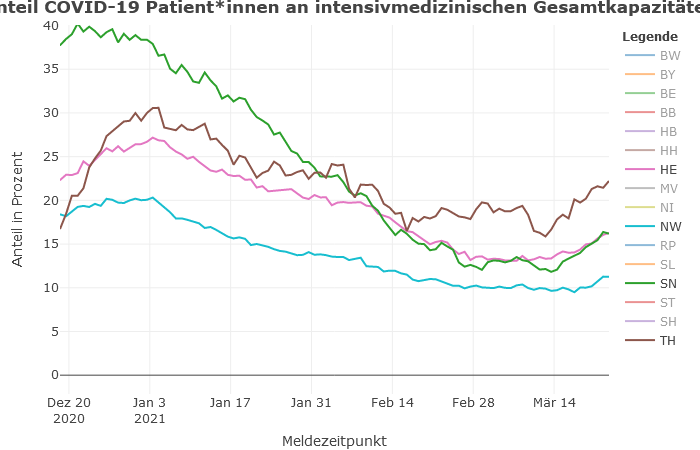 nteil COVID-19 Patient*innen an intensivmedizinischen Gesamtkapazitäte
40
35
30
25
20
15
10
5
0
Anteil in Prozent
Dez 20
2020
Jan 3
2021
Jan 17
Jan 31
Feb 14
Feb 28
Mär 14
Meldezeitpunkt
Legende
BW
BY
BE
BB
HB
HH
HE
MV
NI
NW
RP
SL
SN
ST
SH
TH